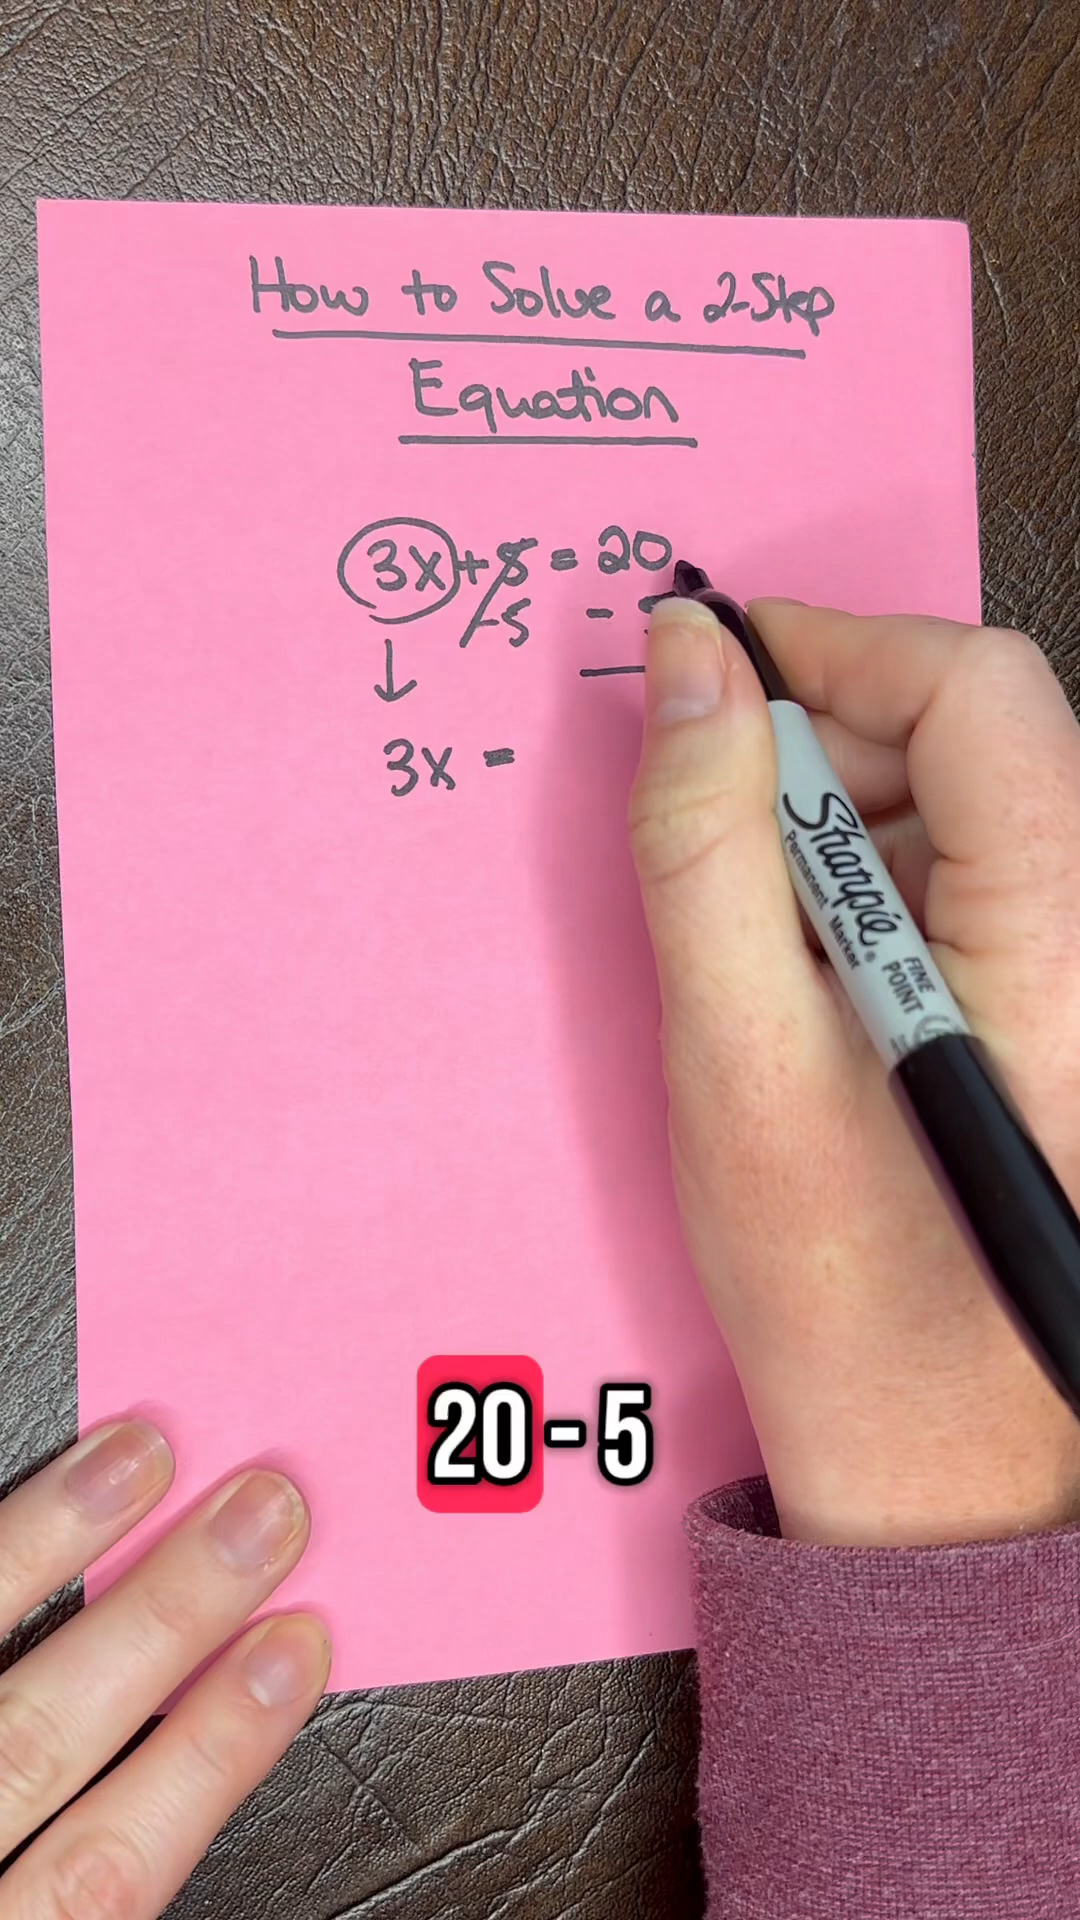 How to Solve a 2-Step
Equation
3x + 5 = 20
-5 -
3x =
Sharpie
Permanent Marker
FINE
POINT
20 - 5